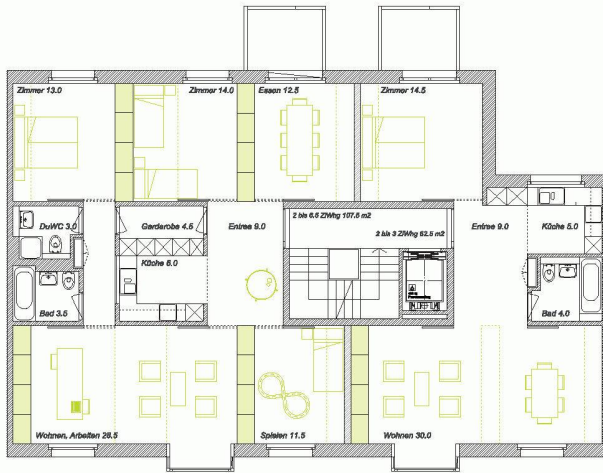 Zimmer 13.0
Zimmer 14.0
Essen 12.5
Zimmer 14.5
DuWC 3.0
Garderobe 4.5
Entree 9.0
2 bis 6.5 ZiWhg 107.5 m2
2 bis 3 ZiWhg 62.5 m2
Entree 9.0
Küche 5.0
Küche 6.0
Bad 3.5
Bad 4.0
Wohnen, Arbeiten 26.5
Spielen 11.5
Wohnen 30.0